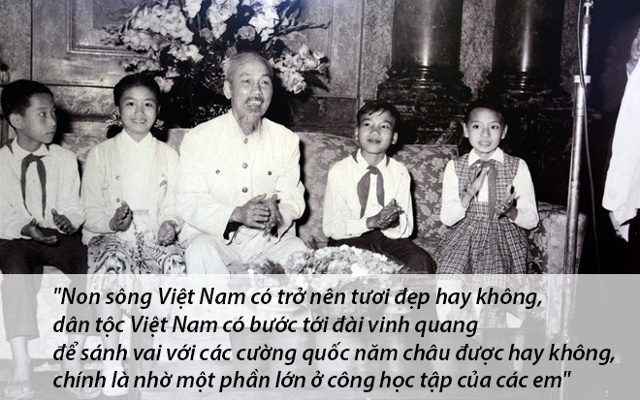 "Non sông Việt Nam có trở nên tươi đẹp hay không,
dân tộc Việt Nam có bước tới đài vinh quang
để sánh vai với các cường quốc năm châu được hay không,
chính là nhờ một phần lớn ở công học tập của các em"